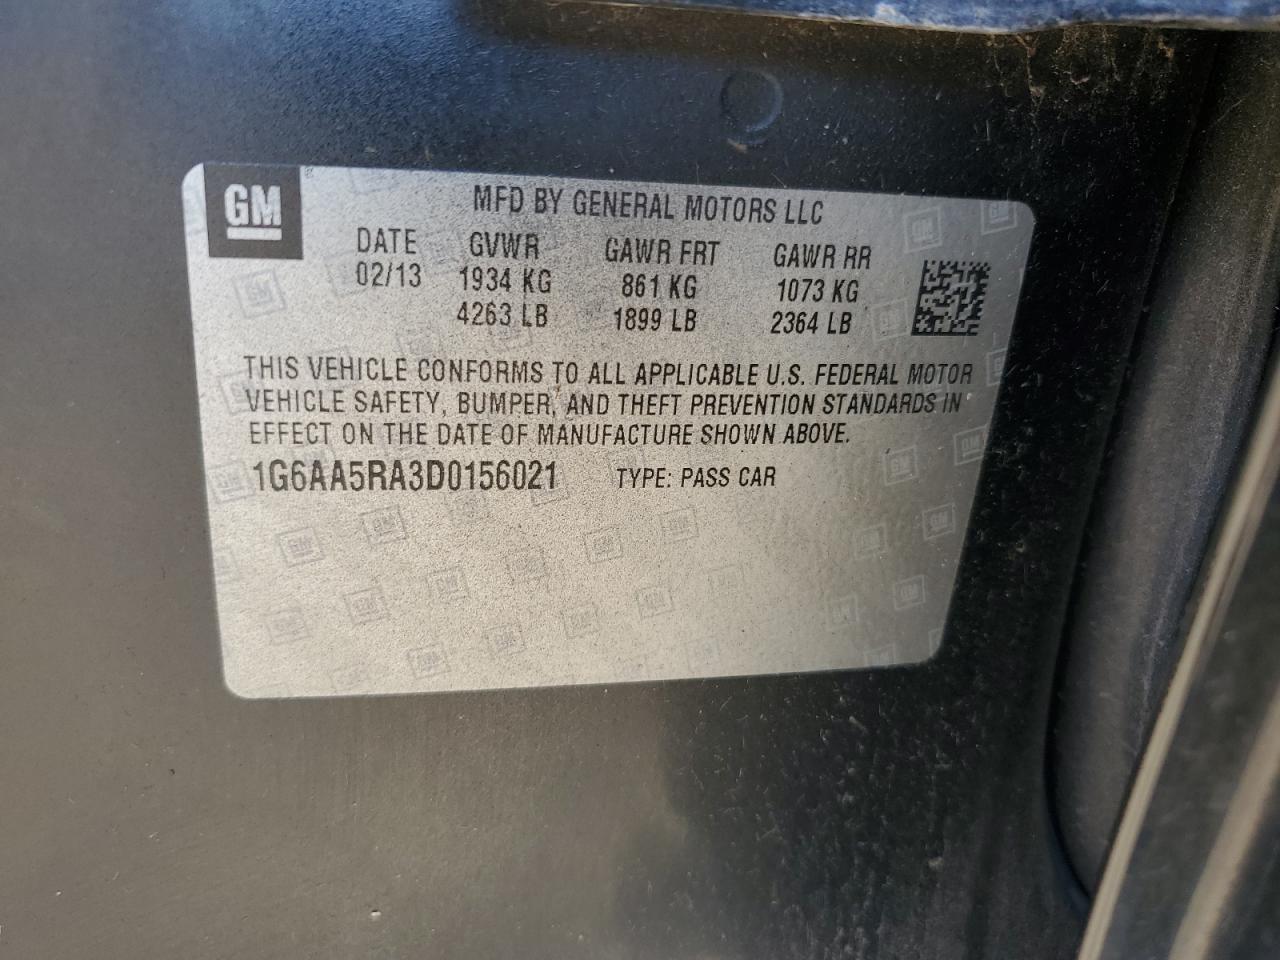 GM
MFD BY GENERAL MOTORS LLC
DATE GVWR GAWR FRT GAWR RR
02/13 1934 KG 861 KG 1073 KG
4263 LB 1899 LB 2364 LB
THIS VEHICLE CONFORMS TO ALL APPLICABLE U.S. FEDERAL MOTOR
VEHICLE SAFETY, BUMPER, AND THEFT PREVENTION STANDARDS IN
EFFECT ON THE DATE OF MANUFACTURE SHOWN ABOVE.
1G6AA5RA3D0156021 TYPE: PASS CAR